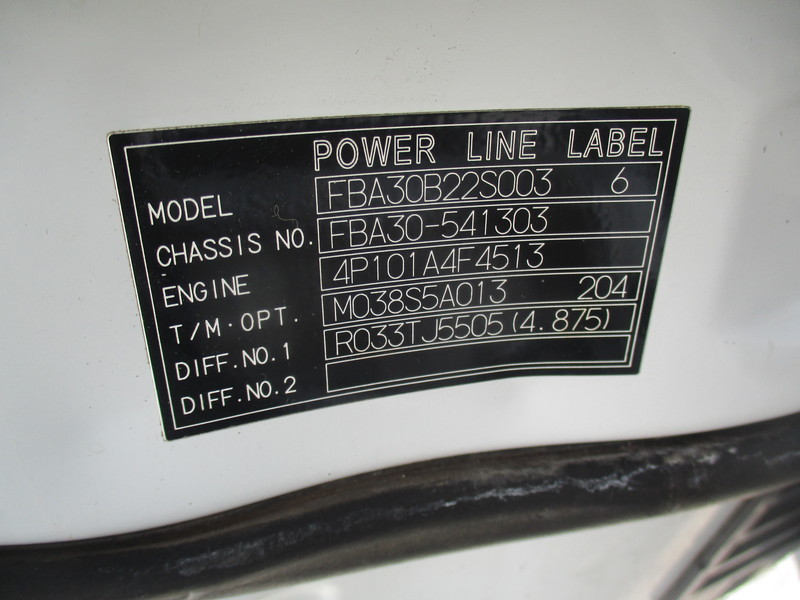 POWER LINE LABEL
MODEL FBA30B22S003 6
CHASSIS NO. FBA30-541303
ENGINE 4P101A4F4513
T/M·OPT. M038S5A013 204
DIFF.NO.1 R033TJ5505(4.875)
DIFF.NO.2